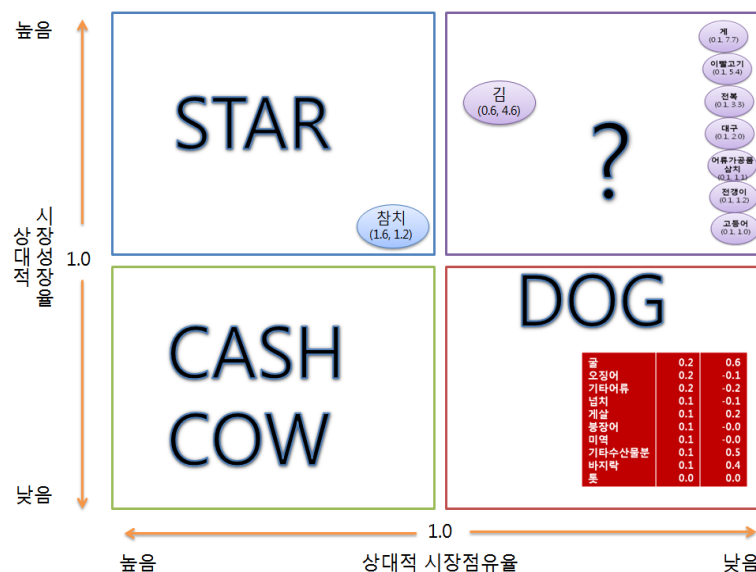 높음
STAR
참치
(1.6, 1.2)
김
(0.6, 4.6)
?
게
(0.1, 7.7)
이빨고기
(0.1, 5.4)
전복
(0.1, 3.3)
대구
(0.1, 2.0)
어류가공품
삼치
(0.1, 1.1)
전갱이
(0.1, 1.2)
고등어
(0.1, 1.0)
상대적
시장성장율
1.0
CASH
COW
DOG
굴 0.2 0.6
오징어 0.2 -0.1
기타어류 0.2 -0.2
넙치 0.1 -0.1
게살 0.1 0.2
붕장어 0.1 -0.0
미역 0.1 -0.0
기타수산물분 0.1 0.5
바지락 0.1 0.4
톳 0.0 0.0
낮음
1.0
높음 상대적 시장점유율 낮음